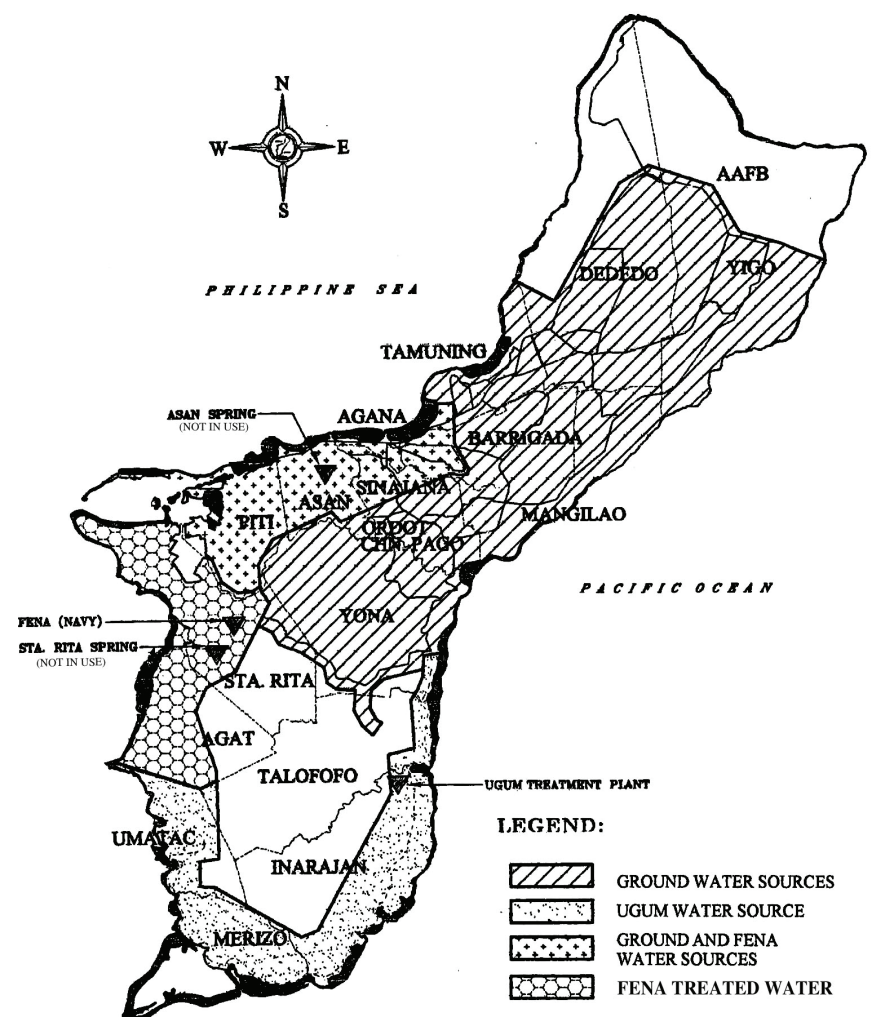 N
W E
S
AAFB
DEDEDO
YIGO
PHILIPPINE SEA
TAMUNING
ASAN SPRING
(NOT IN USE)
AGANA
BARRIGADA
SINAJANA
ASAN
PITI
MANGILAO
ORDOT
CHN-PAGO
PACIFIC OCEAN
YONA
FENA (NAVY)
STA. RITA SPRING
(NOT IN USE)
STA. RITA
AGAT
TALOFOFO
UGUM TREATMENT PLANT
UMATAC
INARAJAN
MERIZO
LEGEND:
GROUND WATER SOURCES
UGUM WATER SOURCE
GROUND AND FENA
WATER SOURCES
FENA TREATED WATER